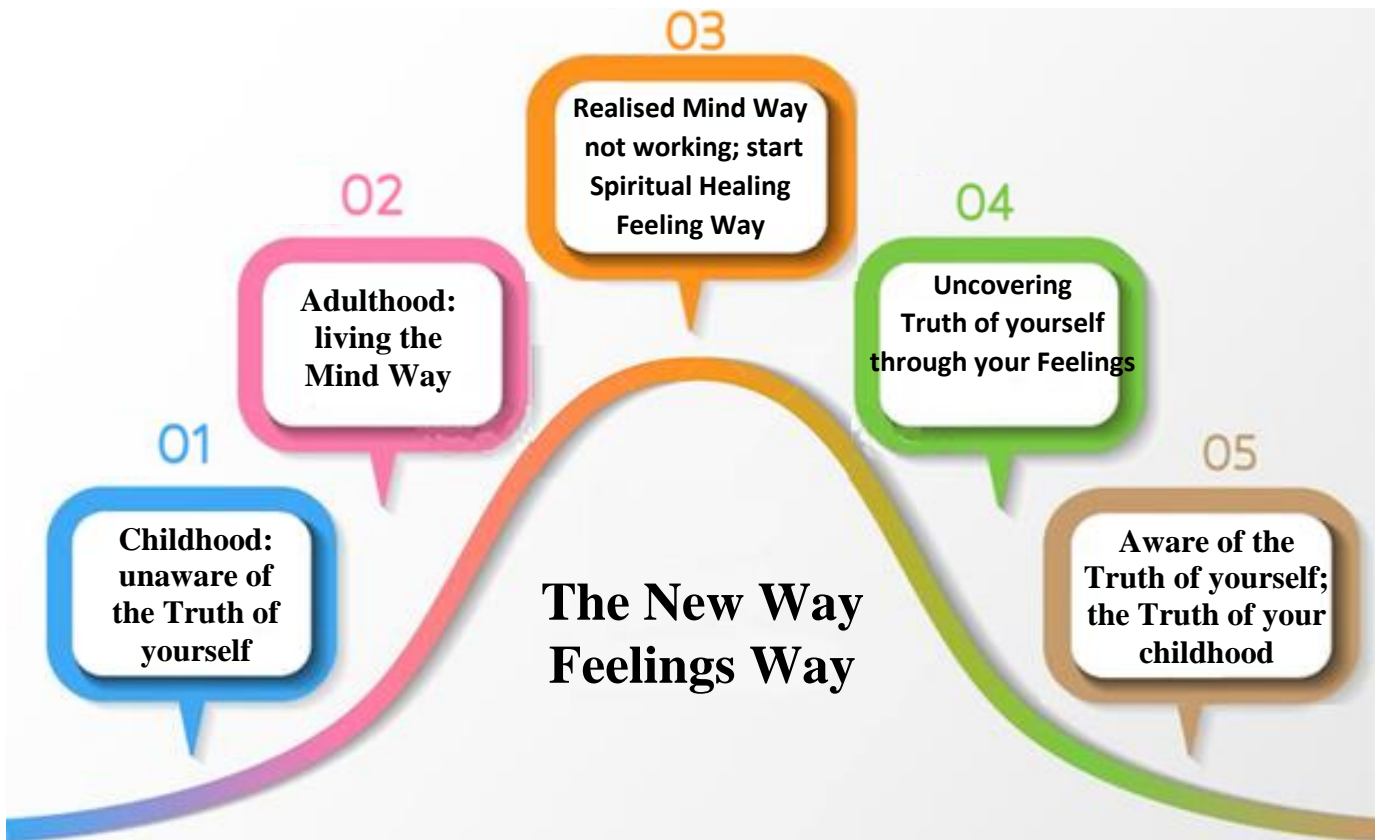 01
Childhood:
unaware of
the Truth of
yourself
02
Adulthood:
living the
Mind Way
03
Realised Mind Way
not working; start
Spiritual Healing
Feeling Way
04
Uncovering
Truth of yourself
through your Feelings
05
Aware of the
Truth of yourself;
the Truth of your
childhood
The New Way
Feelings Way